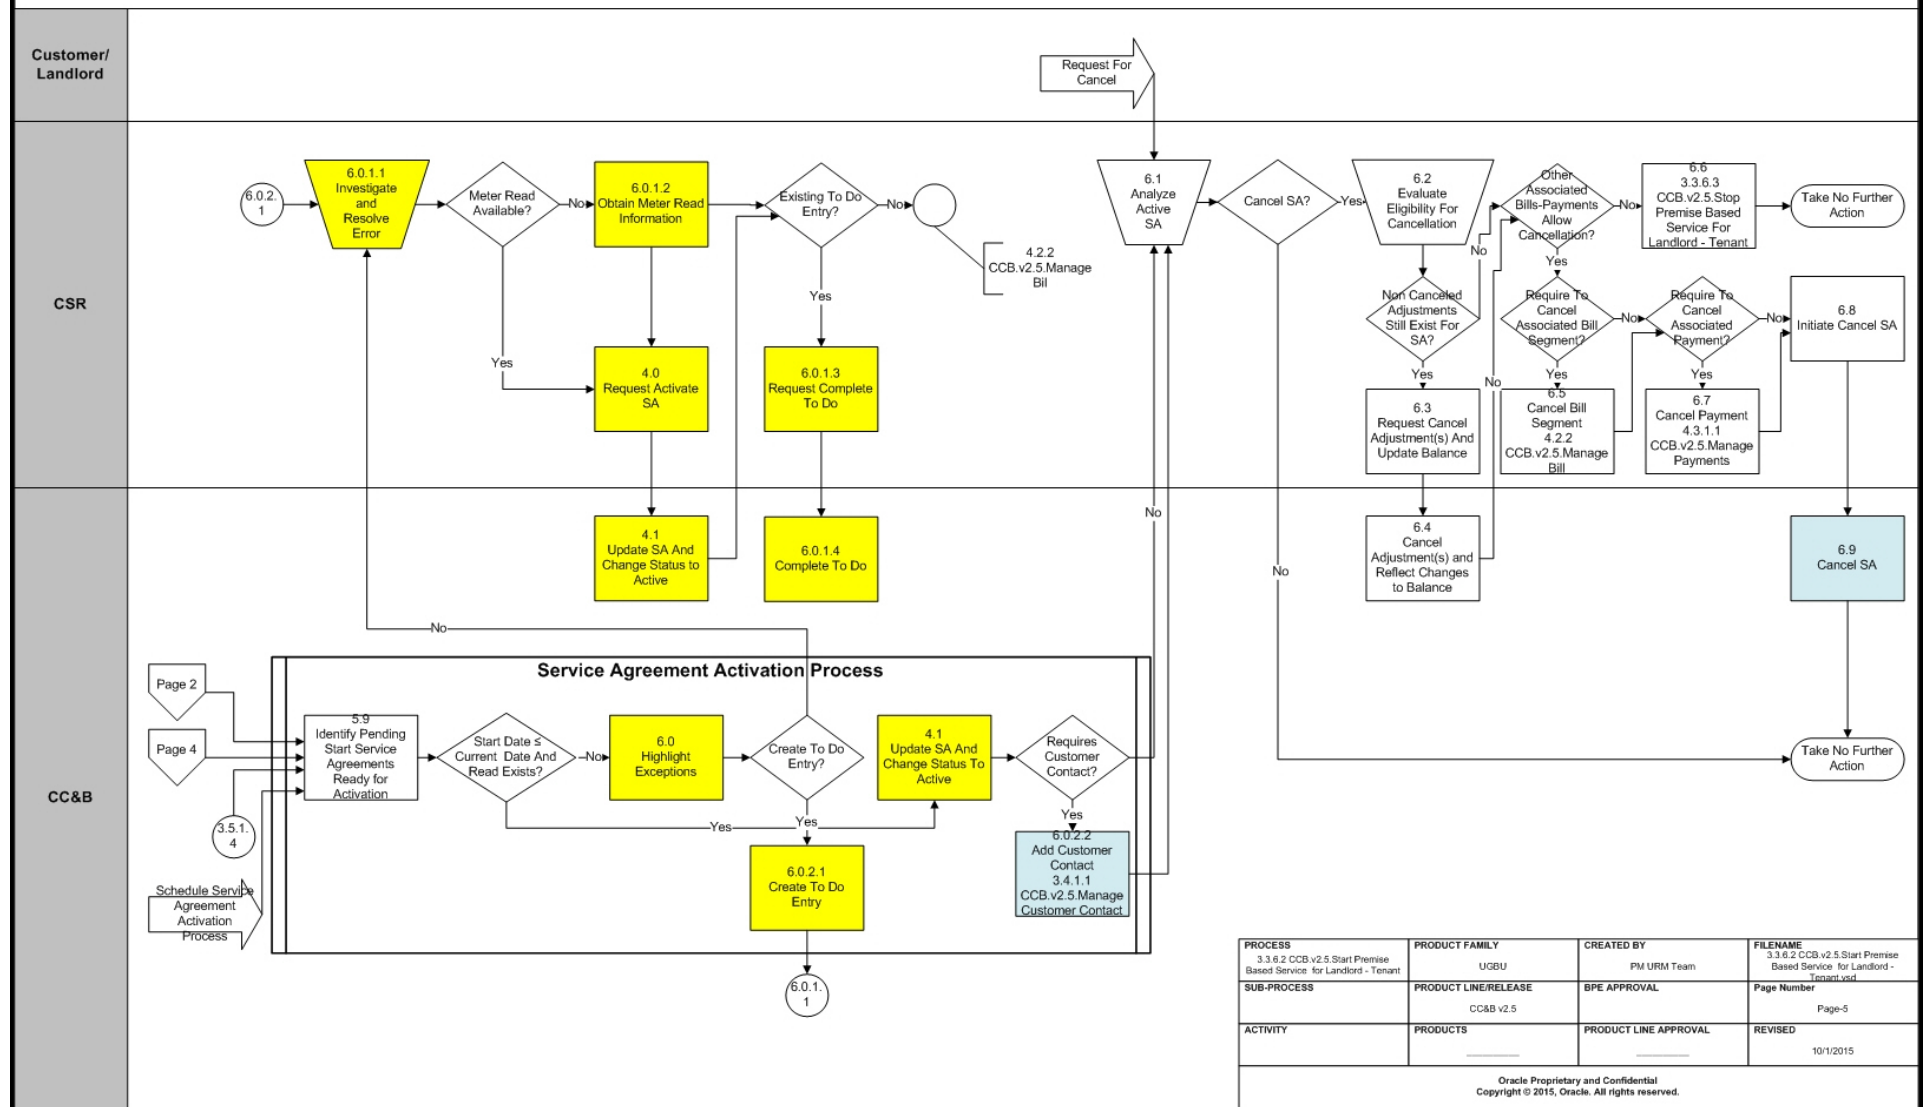 Customer/
Landlord
Request For
Cancel
CSR
6.0.2.
1
6.0.1.1
Investigate
and
Resolve
Error
Meter Read
Available?
No
Yes
6.0.1.2
Obtain Meter Read
Information
Existing To Do
Entry?
No
Yes
4.2.2
CCB.v2.5.Manage
Bil
4.0
Request Activate
SA
6.0.1.3
Request Complete
To Do
6.1
Analyze
Active
SA
Cancel SA?
Yes
No
6.2
Evaluate
Eligibility For
Cancellation
Non Canceled
Adjustments
Still Exist For
SA?
No
Yes
6.3
Request Cancel
Adjustment(s) And
Update Balance
No
Other
Associated
Bills-Payments
Allow
Cancellation?
No
Yes
6.6
3.3.6.3
CCB.v2.5.Stop
Premise Based
Service For
Landlord - Tenant
Take No Further
Action
Require To
Cancel
Associated Bill
Segment?
No
Yes
6.5
Cancel Bill
Segment
4.2.2
CCB.v2.5.Manage
Bill
Require To
Cancel
Associated
Payment?
No
Yes
6.7
Cancel Payment
4.3.1.1
CCB.v2.5.Manage
Payments
6.8
Initiate Cancel SA
CC&B
4.1
Update SA And
Change Status to
Active
6.0.1.4
Complete To Do
No
No
6.4
Cancel
Adjustment(s) and
Reflect Changes
to Balance
6.9
Cancel SA
Take No Further
Action
Service Agreement Activation Process
Page 2
Page 4
3.5.1.
4
Schedule Service
Agreement
Activation
Process
5.9
Identify Pending
Start Service
Agreements
Ready for
Activation
Start Date ≤
Current Date And
Read Exists?
No
Yes
6.0
Highlight
Exceptions
Create To Do
Entry?
Yes
6.0.2.1
Create To Do
Entry
6.0.1.
1
4.1
Update SA And
Change Status To
Active
Requires
Customer
Contact?
Yes
6.0.2.2
Add Customer
Contact
3.4.1.1
CCB.v2.5.Manage
Customer Contact
PROCESS
3.3.6.2 CCB.v2.5.Start Premise
Based Service for Landlord - Tenant
PRODUCT FAMILY
UGBU
CREATED BY
PM URM Team
FILENAME
3.3.6.2 CCB.v2.5.Start Premise
Based Service for Landlord -
Tenant.vsd
SUB-PROCESS
PRODUCT LINE/RELEASE
CC&B v2.5
BPE APPROVAL
Page Number
Page-5
ACTIVITY
PRODUCTS
PRODUCT LINE APPROVAL
REVISED
10/1/2015
Oracle Proprietary and Confidential
Copyright © 2015, Oracle. All rights reserved.